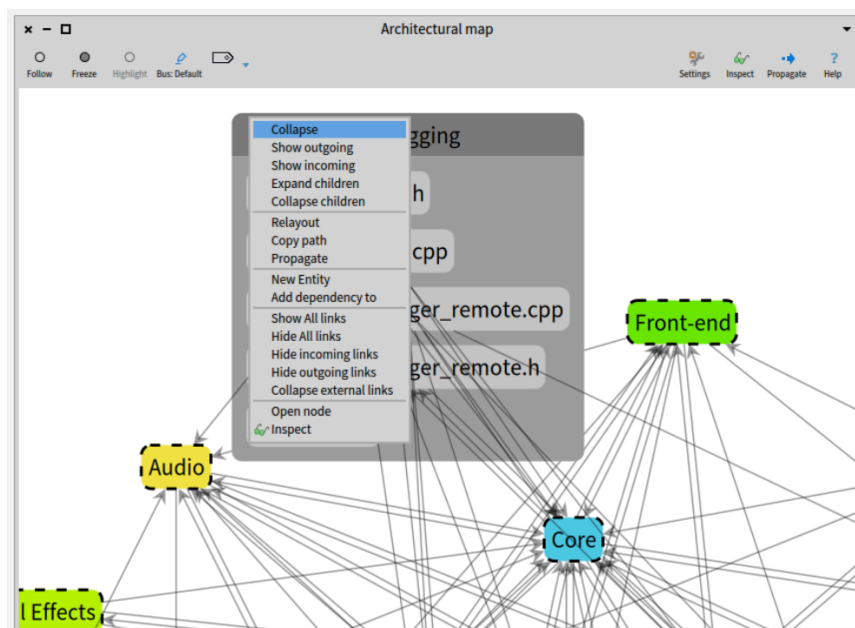 Architectural map
Follow
Freeze
Highlight
Bus: Default
Settings
Inspect
Propagate
? Help
gging
Collapse
Show outgoing
Show incoming
Expand children
Collapse children
Relayout
Copy path
Propagate
New Entity
Add dependency to
Show All links
Hide All links
Hide incoming links
Hide outgoing links
Collapse external links
Open node
Inspect
h
cpp
ger_remote.cpp
ger_remote.h
Front-end
Audio
Core
l Effects